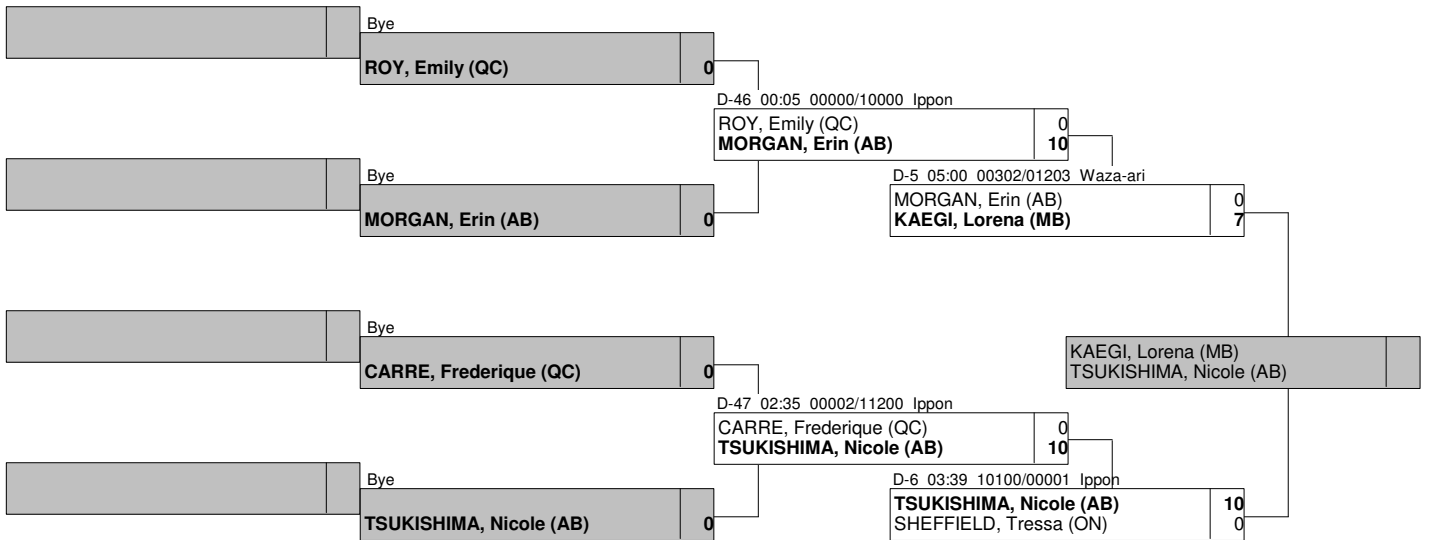 Bye
ROY, Emily (QC) 0
D-46 00:05 00000/10000 Ippon
ROY, Emily (QC) 0
MORGAN, Erin (AB) 10
Bye
MORGAN, Erin (AB) 0
D-5 05:00 00302/01203 Waza-ari
MORGAN, Erin (AB) 0
KAEGI, Lorena (MB) 7
Bye
CARRE, Frederique (QC) 0
KAEGI, Lorena (MB)
TSUKISHIMA, Nicole (AB)
D-47 02:35 00002/11200 Ippon
CARRE, Frederique (QC) 0
TSUKISHIMA, Nicole (AB) 10
Bye
TSUKISHIMA, Nicole (AB) 0
D-6 03:39 10100/00001 Ippon
TSUKISHIMA, Nicole (AB) 10
SHEFFIELD, Tressa (ON) 0